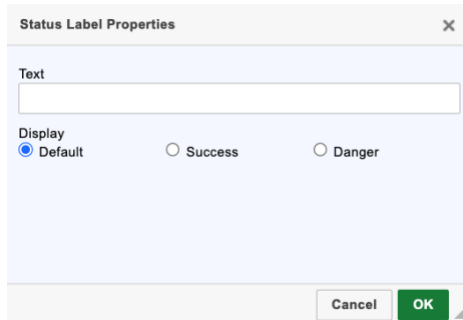 Status Label Properties
Text
Display
Default Success Danger
Cancel OK